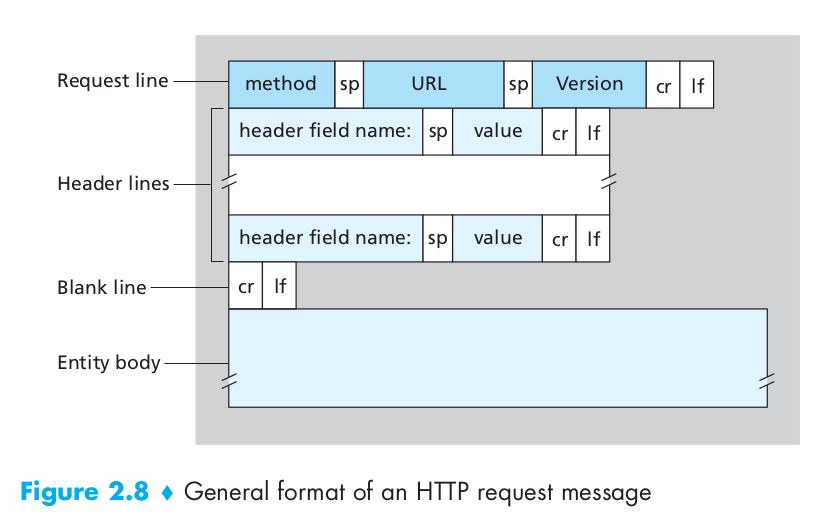 Request line method sp URL sp Version cr lf
header field name: sp value cr lf
Header lines
header field name: sp value cr lf
Blank line cr lf
Entity body
Figure 2.8 ♦ General format of an HTTP request message